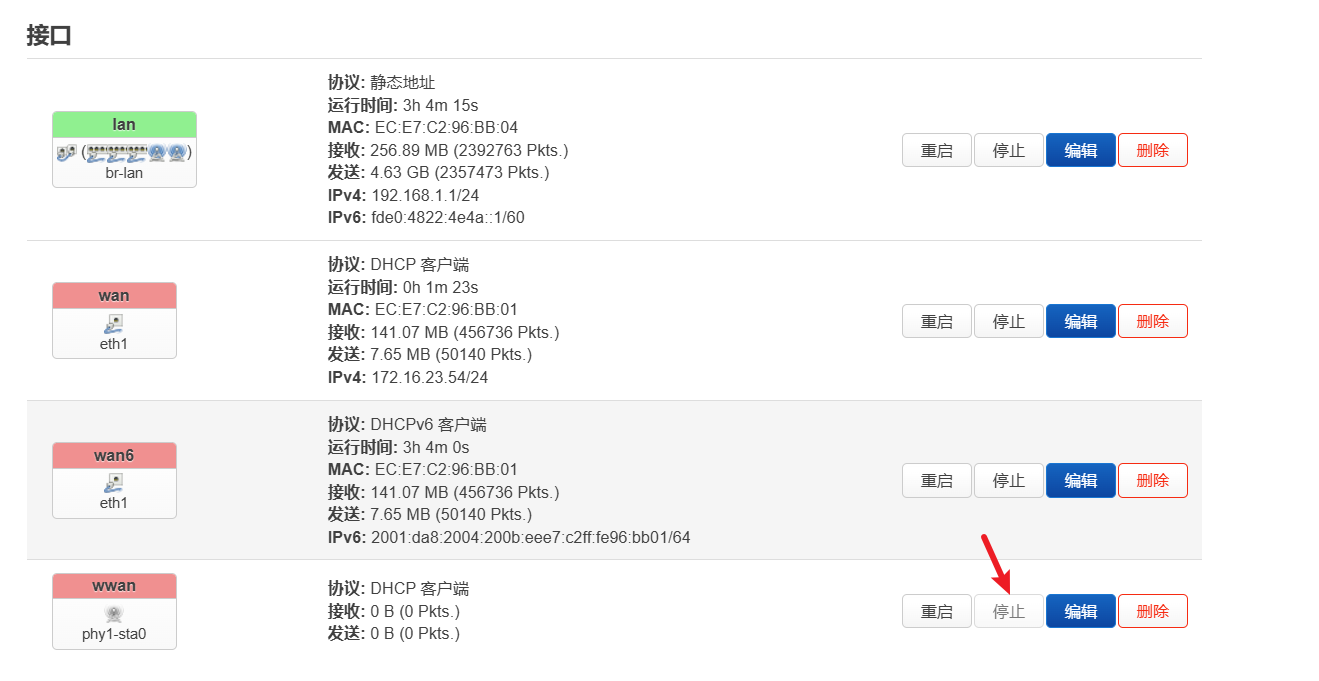 接口
lan
br-lan
协议: 静态地址
运行时间: 3h 4m 15s
MAC: EC:E7:C2:96:BB:04
接收: 256.89 MB (2392763 Pkts.)
发送: 4.63 GB (2357473 Pkts.)
IPv4: 192.168.1.1/24
IPv6: fde0:4822:4e4a::1/60
重启 停止 编辑 删除
wan
eth1
协议: DHCP 客户端
运行时间: 0h 1m 23s
MAC: EC:E7:C2:96:BB:01
接收: 141.07 MB (456736 Pkts.)
发送: 7.65 MB (50140 Pkts.)
IPv4: 172.16.23.54/24
重启 停止 编辑 删除
wan6
eth1
协议: DHCPv6 客户端
运行时间: 3h 4m 0s
MAC: EC:E7:C2:96:BB:01
接收: 141.07 MB (456736 Pkts.)
发送: 7.65 MB (50140 Pkts.)
IPv6: 2001:da8:2004:200b:eee7:c2ff:fe96:bb01/64
重启 停止 编辑 删除
wwan
phy1-sta0
协议: DHCP 客户端
接收: 0 B (0 Pkts.)
发送: 0 B (0 Pkts.)
重启 停止 编辑 删除